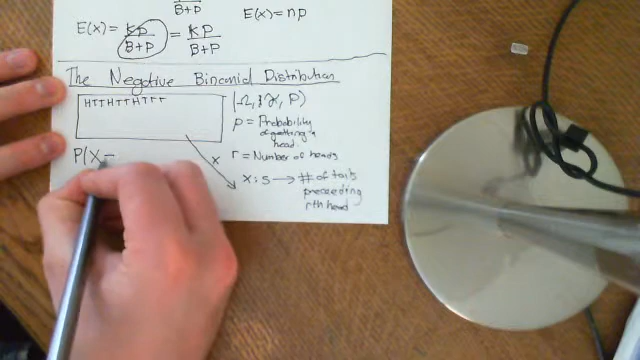 B+P
E(x) = np
E(x) = KP / B+P = KP / B+P
The Negative Binomial Distribution
HTTHTTHTTT
(Ω, P)
p = Probability of getting a head.
r = Number of heads
P(X =
x
x: s → # of tails preceeding rth head